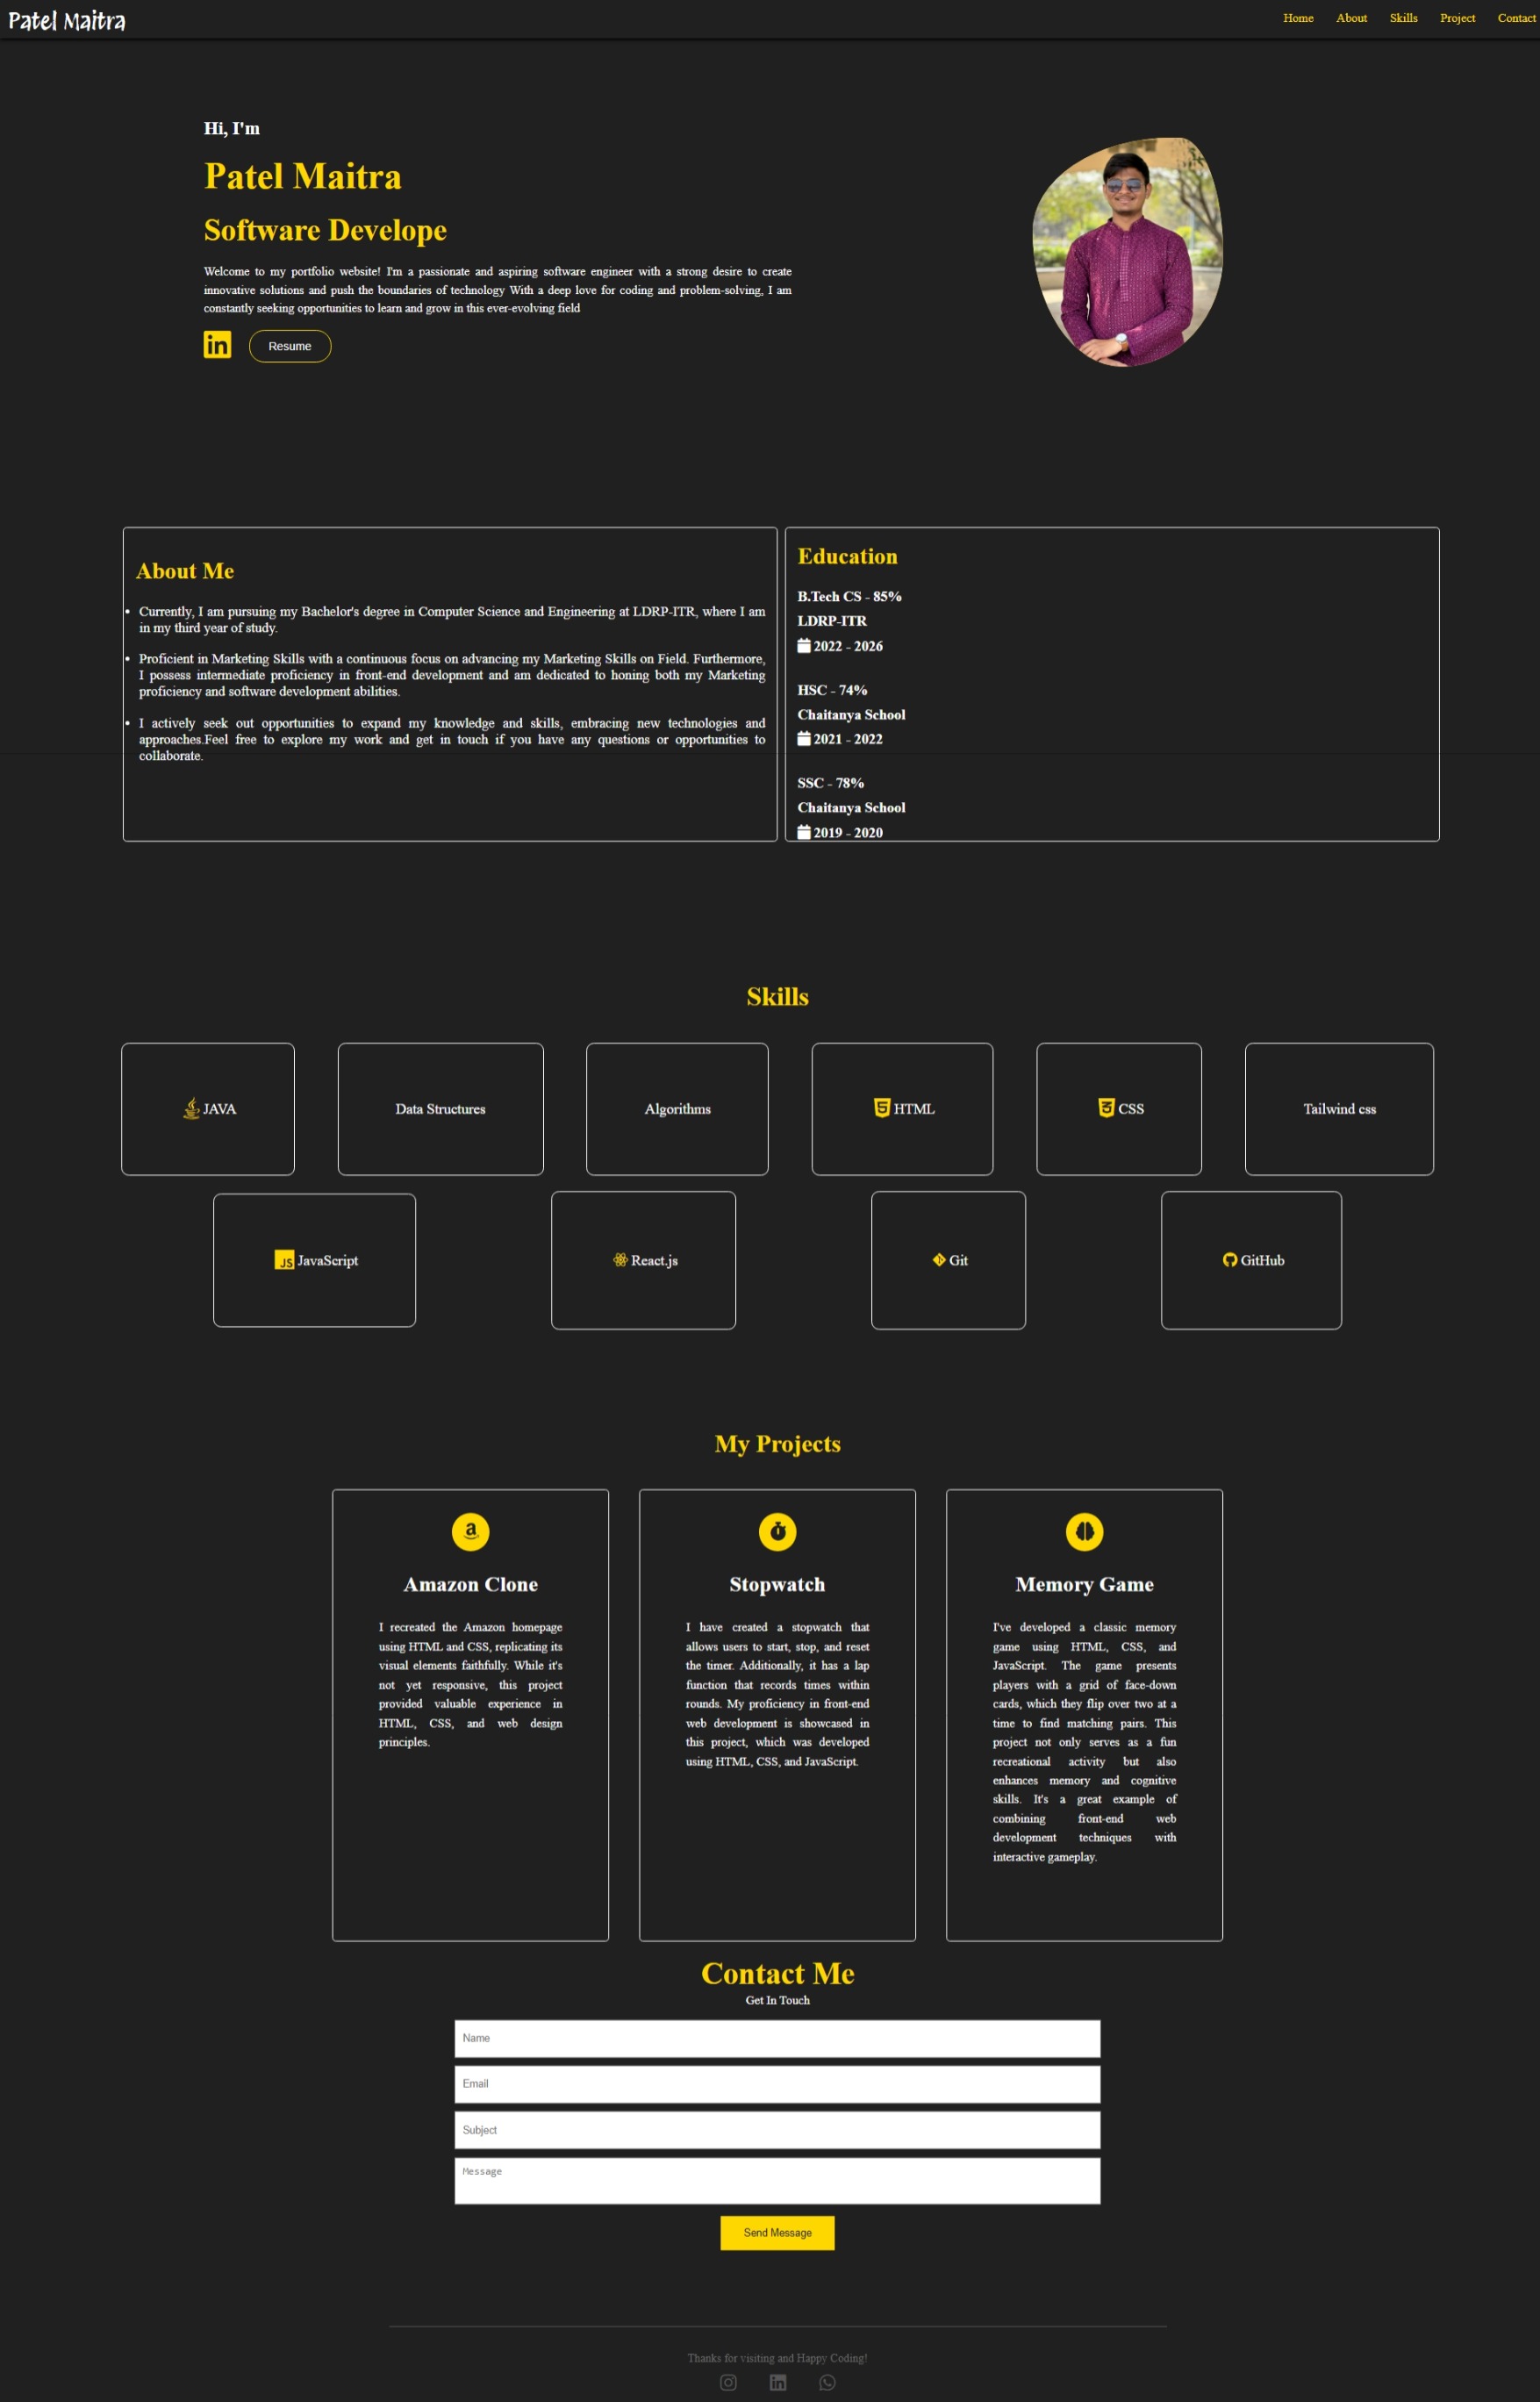 Patel Maitra
Home About Skills Project Contact
Hi, I'm
Patel Maitra
Software Develope
Welcome to my portfolio website! I'm a passionate and aspiring software engineer with a strong desire to create
innovative solutions and push the boundaries of technology With a deep love for coding and problem-solving, I am
constantly seeking opportunities to learn and grow in this ever-evolving field
in Resume
About Me
• Currently, I am pursuing my Bachelor's degree in Computer Science and Engineering at LDRP-ITR, where I am
in my third year of study.
• Proficient in Marketing Skills with a continuous focus on advancing my Marketing Skills on Field. Furthermore,
I possess intermediate proficiency in front-end development and am dedicated to honing both my Marketing
proficiency and software development abilities.
• I actively seek out opportunities to expand my knowledge and skills, embracing new technologies and
approaches.Feel free to explore my work and get in touch if you have any questions or opportunities to
collaborate.
Education
B.Tech CS - 85%
LDRP-ITR
2022 - 2026
HSC - 74%
Chaitanya School
2021 - 2022
SSC - 78%
Chaitanya School
2019 - 2020
Skills
JAVA
Data Structures
Algorithms
5 HTML
3 CSS
Tailwind css
JS JavaScript
React.js
Git
GitHub
My Projects
a
Amazon Clone
I recreated the Amazon homepage
using HTML and CSS, replicating its
visual elements faithfully. While it's
not yet responsive, this project
provided valuable experience in
HTML, CSS, and web design
principles.
Stopwatch
I have created a stopwatch that
allows users to start, stop, and reset
the timer. Additionally, it has a lap
function that records times within
rounds. My proficiency in front-end
web development is showcased in
this project, which was developed
using HTML, CSS, and JavaScript.
Memory Game
I've developed a classic memory
game using HTML, CSS, and
JavaScript. The game presents
players with a grid of face-down
cards, which they flip over two at a
time to find matching pairs. This
project not only serves as a fun
recreational activity but also
enhances memory and cognitive
skills. It's a great example of
combining front-end web
development techniques with
interactive gameplay.
Contact Me
Get In Touch
Name
Email
Subject
Message
Send Message
Thanks for visiting and Happy Coding!
in